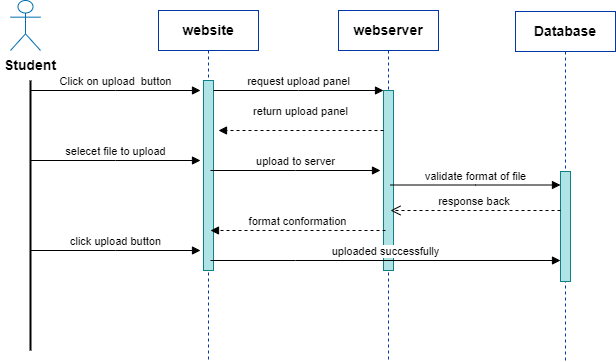 website
webserver
Database
Student
Click on upload button
request upload panel
return upload panel
selecet file to upload
upload to server
validate format of file
response back
format conformation
click upload button
uploaded successfully